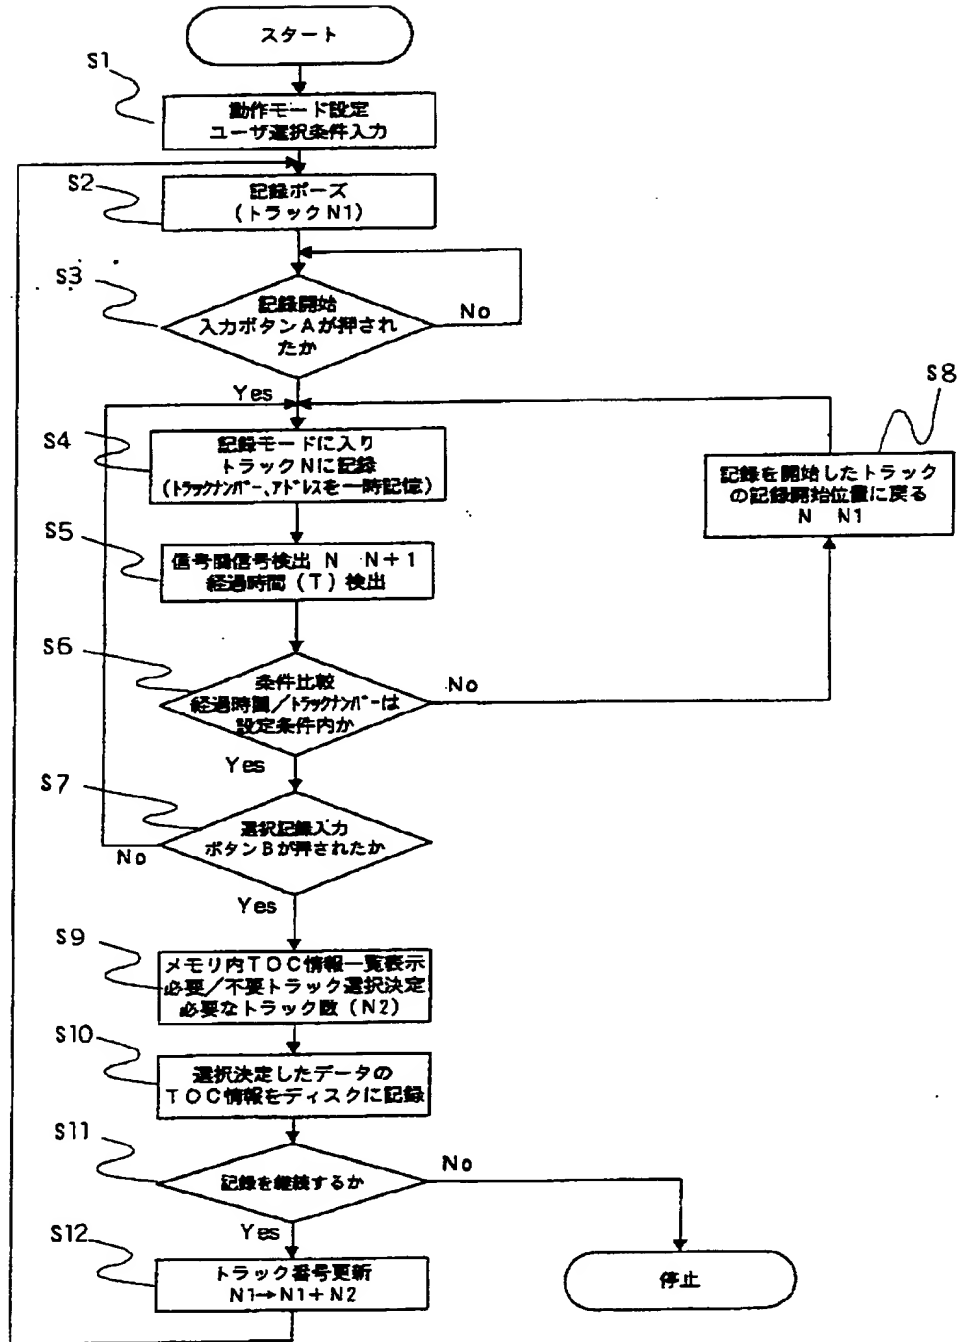 スタート
S1
動作モード設定
ユーザ選択条件入力
S2
記録ポーズ
(トラックN1)
S3
記録開始
入力ボタンAが押され
たか
No
Yes
S8
S4
記録モードに入り
トラックNに記録
(トラックナンバー、アドレスを一時記憶)
記録を開始したトラック
の記録開始位置に戻る
N N1
S5
信号間信号検出 N N+1
経過時間(T)検出
S6
条件比較
経過時間/トラックナンバーは
設定条件内か
No
Yes
S7
選択記録入力
ボタンBが押されたか
No
Yes
S9
メモリ内TOC情報一覧表示
必要/不要トラック選択決定
必要なトラック数(N2)
S10
選択決定したデータの
TOC情報をディスクに記録
S11
記録を継続するか
No
Yes
S12
トラック番号更新
N1→N1+N2
停止